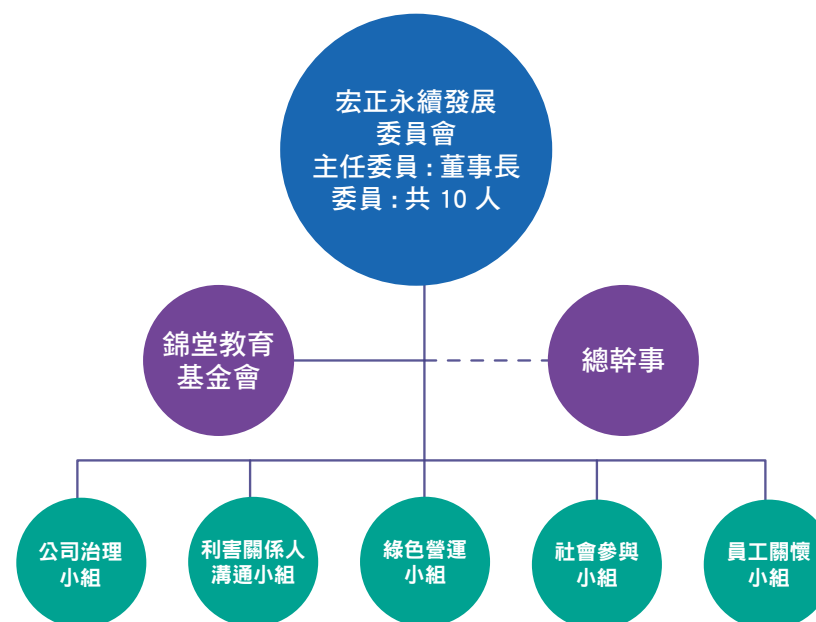 宏正永續發展
委員會
主任委員：董事長
委員：共 10 人
錦堂教育
基金會
總幹事
公司治理
小組
利害關係人
溝通小組
綠色營運
小組
社會參與
小組
員工關懷
小組